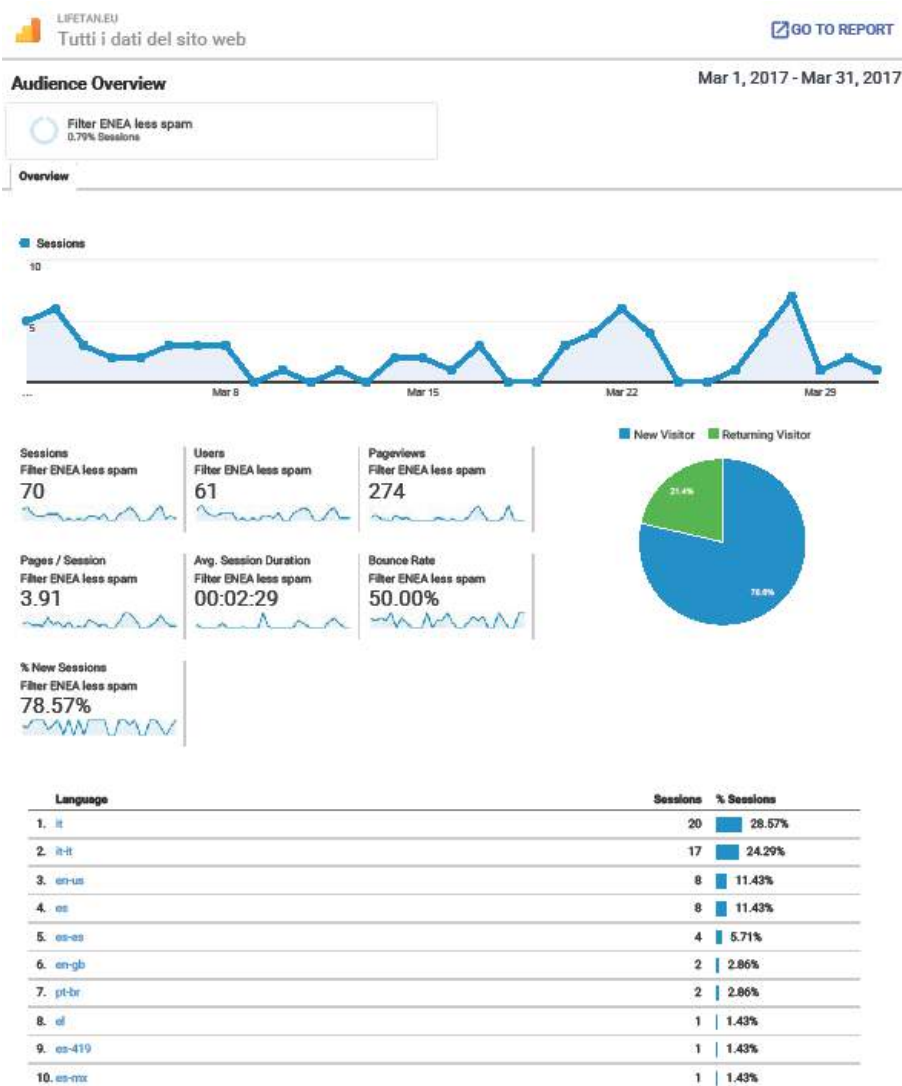 LIFETAN.EU
Tutti i dati del sito web
GO TO REPORT
Audience Overview
Mar 1, 2017 - Mar 31, 2017
Filter ENEA less spam
0.79% Sessions
Overview
Sessions
10
5
... Mar 8 Mar 15 Mar 22 Mar 29
New Visitor Returning Visitor
21.4%
78.6%
Sessions
Filter ENEA less spam
70
Users
Filter ENEA less spam
61
Pageviews
Filter ENEA less spam
274
Pages / Session
Filter ENEA less spam
3.91
Avg. Session Duration
Filter ENEA less spam
00:02:29
Bounce Rate
Filter ENEA less spam
50.00%
% New Sessions
Filter ENEA less spam
78.57%
Language Sessions % Sessions
1. it 20 28.57%
2. it-it 17 24.29%
3. en-us 8 11.43%
4. es 8 11.43%
5. es-es 4 5.71%
6. en-gb 2 2.86%
7. pt-br 2 2.86%
8. el 1 1.43%
9. es-419 1 1.43%
10. es-mx 1 1.43%